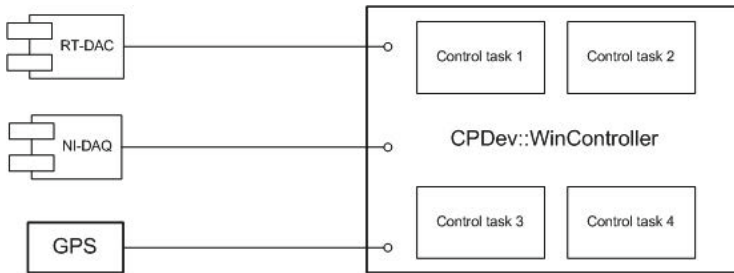 RT-DAC
Control task 1
Control task 2
NI-DAQ
CPDev::WinController
GPS
Control task 3
Control task 4